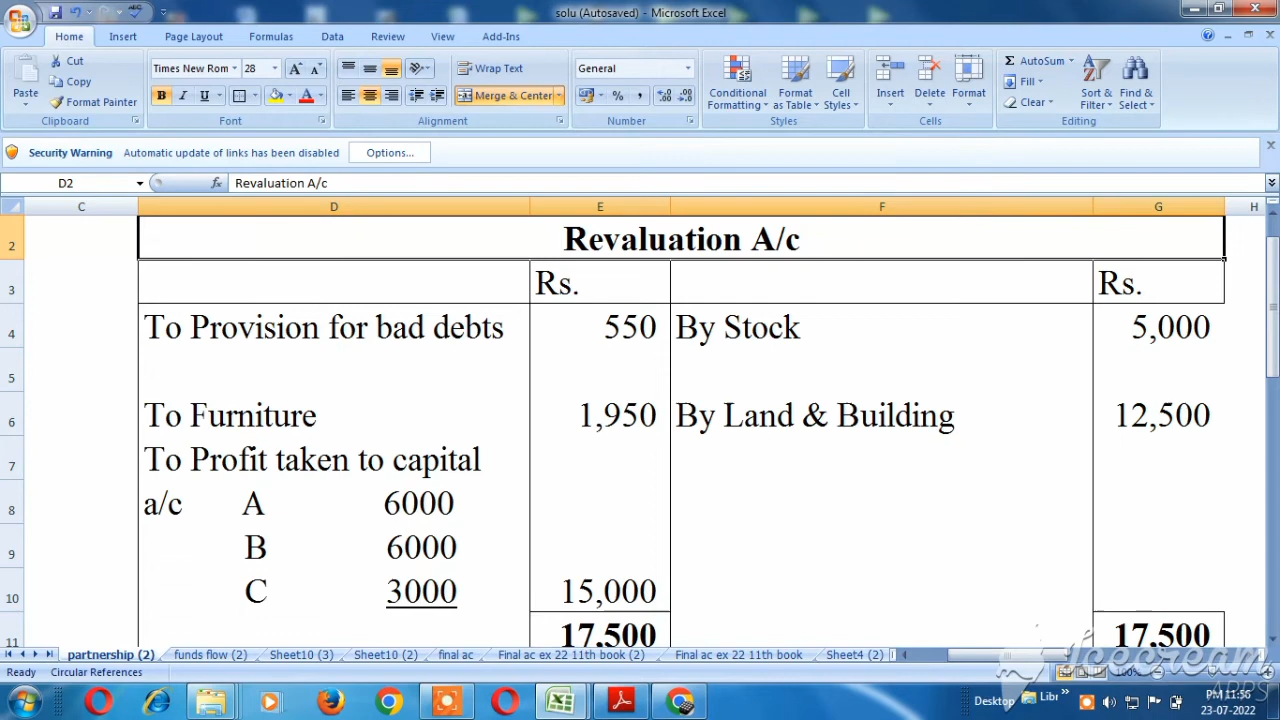 solu (Autosaved) - Microsoft Excel
Home Insert Page Layout Formulas Data Review View Add-Ins
Paste
Cut
Copy
Format Painter
Clipboard
Times New Rom 28
B I U
Font
Wrap Text
Merge & Center
Alignment
General
Number
Conditional Formatting
Format as Table
Cell Styles
Styles
Insert Delete Format
Cells
AutoSum
Fill
Clear
Sort & Filter
Find & Select
Editing
Security Warning Automatic update of links has been disabled Options...
D2 fx Revaluation A/c
C D E F G H
2 Revaluation A/c
3 Rs. Rs.
4 To Provision for bad debts 550 By Stock 5,000
5
6 To Furniture 1,950 By Land & Building 12,500
7 To Profit taken to capital
8 a/c A 6000
9 B 6000
10 C 3000 15,000
11 17,500 17,500
partnership (2) funds flow (2) Sheet10 (3) Sheet10 (2) final ac Final ac ex 22 11th book (2) Final ac ex 22 11th book Sheet4 (2)
Ready Circular References 100%
Icecream
APPS
Desktop Libr PM 11:56
23-07-2022